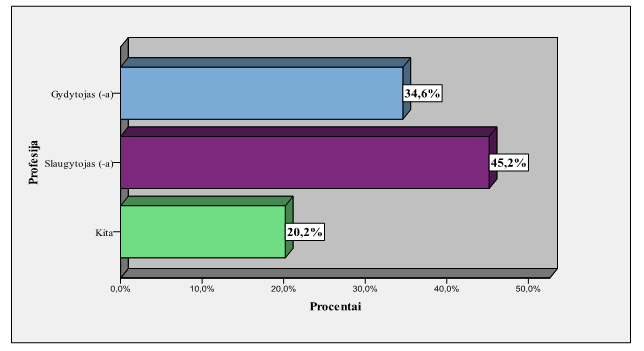 Profesija
Gydytojas (-a)
34,6%
Slaugytojas (-a)
45,2%
Kita
20,2%
0,0%
10,0%
20,0%
30,0%
40,0%
50,0%
Procentai